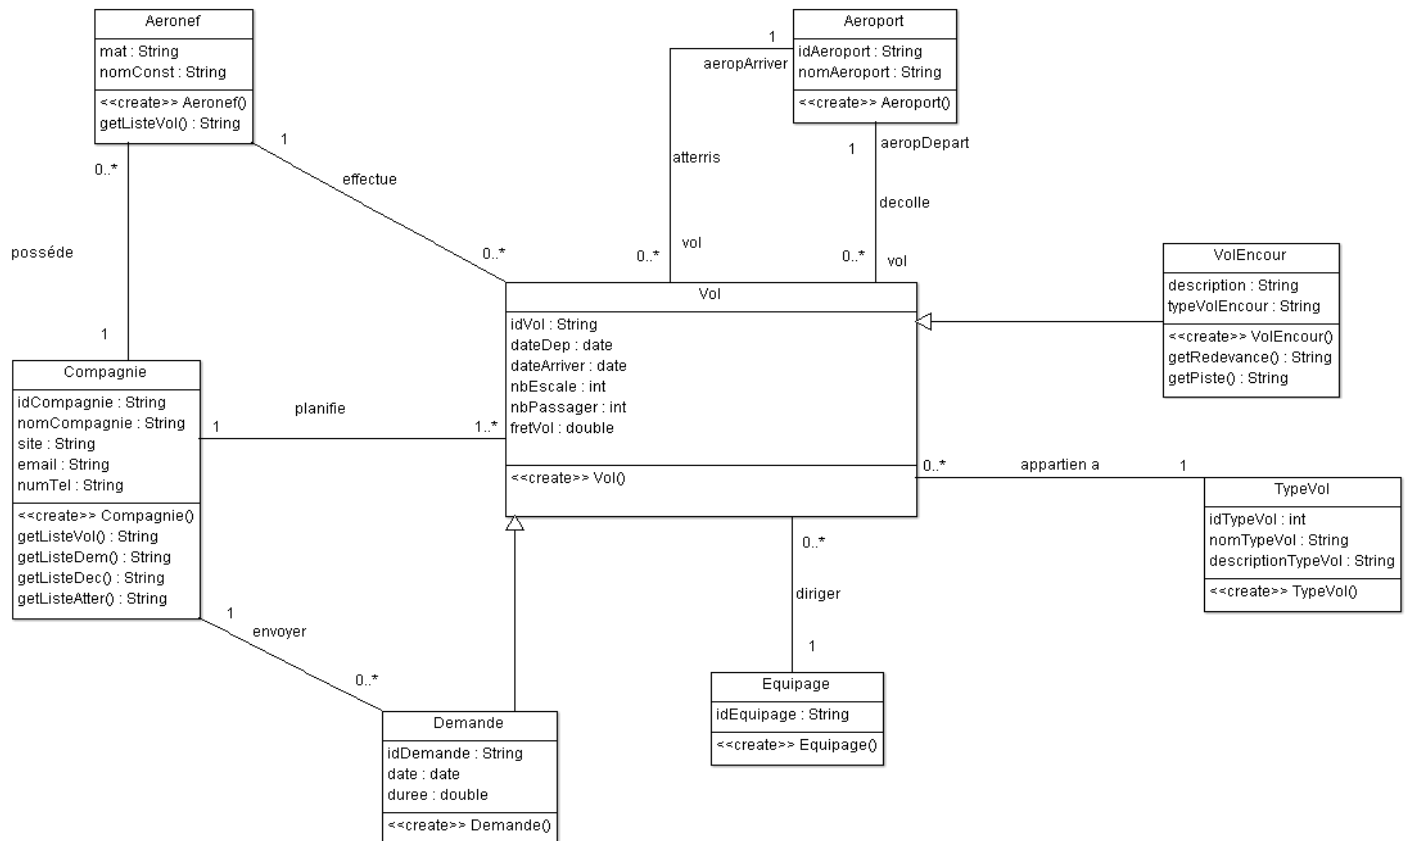 Aeronef
mat : String
nomConst : String
<<create>> Aeronef()
getListeVol() : String
Aeroport
idAeroport : String
nomAeroport : String
<<create>> Aeroport()
1
aeropArriver
1
aeropDepart
1
effectue
0..*
atterris
decolle
0..*
posséde
vol
0..*
0..*
vol
0..*
1
VolEncour
description : String
typeVolEncour : String
<<create>> VolEncour()
getRedevance() : String
getPiste() : String
Vol
idVol : String
dateDep : date
dateArriver : date
nbEscale : int
nbPassager : int
fretVol : double
<<create>> Vol()
Compagnie
idCompagnie : String
nomCompagnie : String
site : String
email : String
numTel : String
<<create>> Compagnie()
getListeVol() : String
getListeDem() : String
getListeDec() : String
getListeAtter() : String
planifie
1
1..*
0..*
appartien a
1
TypeVol
idTypeVol : int
nomTypeVol : String
descriptionTypeVol : String
<<create>> TypeVol()
0..*
diriger
1
1
envoyer
0..*
Equipage
idEquipage : String
<<create>> Equipage()
Demande
idDemande : String
date : date
duree : double
<<create>> Demande()